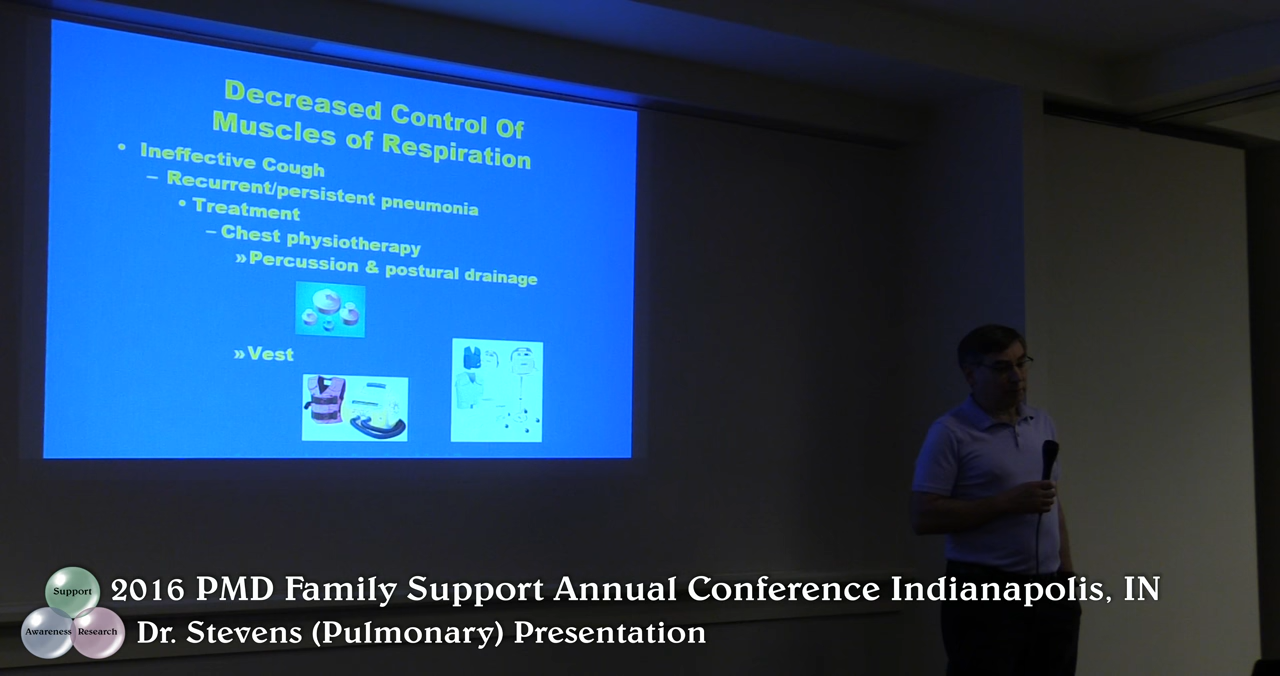 Decreased Control Of
Muscles of Respiration
• Ineffective Cough
– Recurrent/persistent pneumonia
• Treatment
– Chest physiotherapy
»Percussion & postural drainage
»Vest
Support
Awareness Research
2016 PMD Family Support Annual Conference Indianapolis, IN
Dr. Stevens (Pulmonary) Presentation